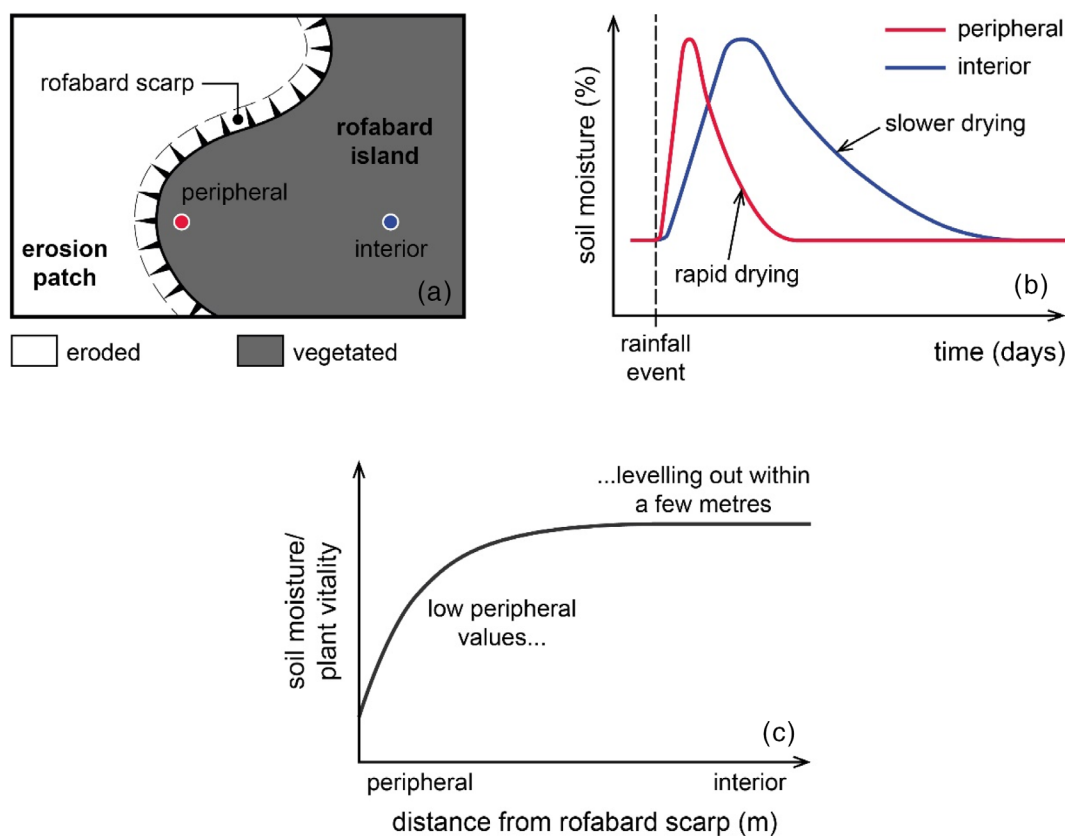 rofabard scarp
rofabard
island
peripheral
interior
erosion
patch
(a)
eroded
vegetated
soil moisture (%)
peripheral
interior
slower drying
rapid drying
(b)
rainfall
event
time (days)
soil moisture/
plant vitality
...levelling out within
a few metres
low peripheral
values...
(c)
peripheral
interior
distance from rofabard scarp (m)